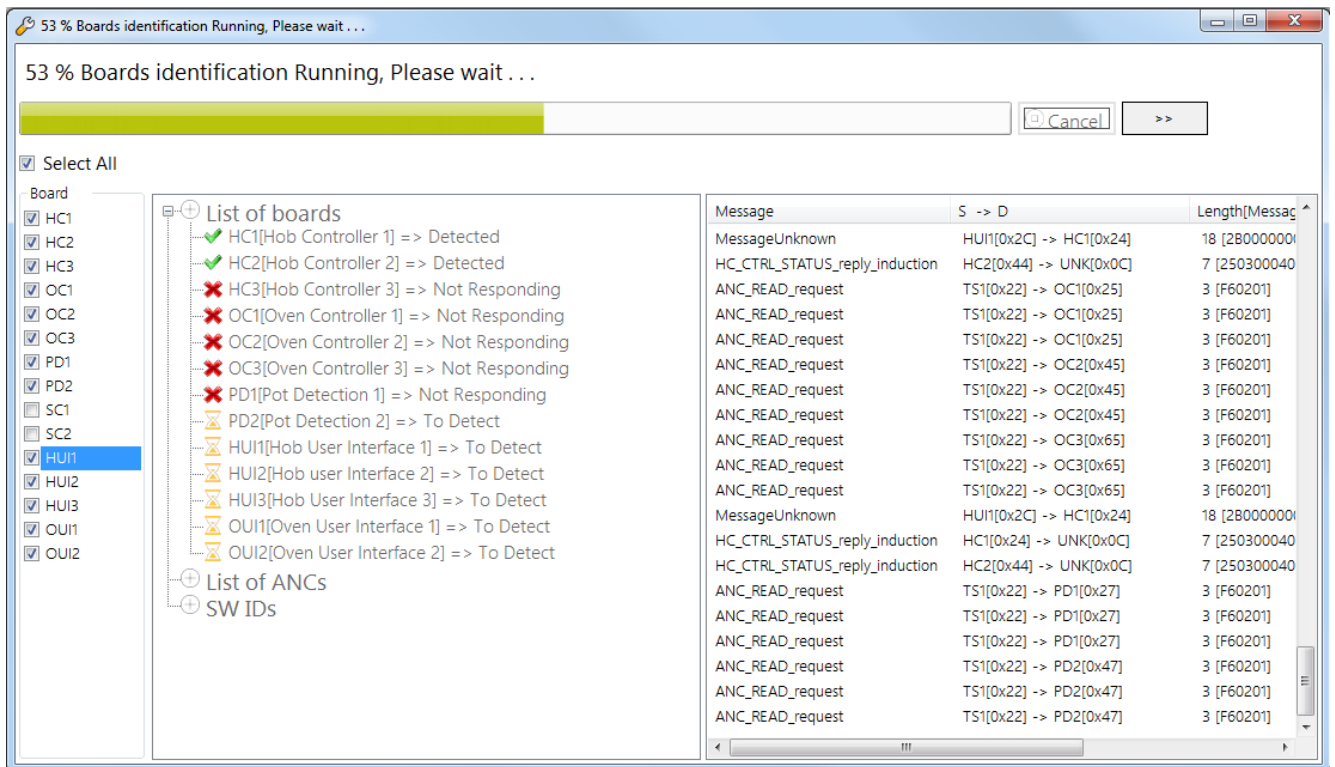 53 % Boards identification Running, Please wait . . .
53 % Boards identification Running, Please wait . . .
Cancel
>>
Select All
Board
HC1
HC2
HC3
OC1
OC2
OC3
PD1
PD2
SC1
SC2
HUI1
HUI2
HUI3
OUI1
OUI2
List of boards
HC1[Hob Controller 1] => Detected
HC2[Hob Controller 2] => Detected
HC3[Hob Controller 3] => Not Responding
OC1[Oven Controller 1] => Not Responding
OC2[Oven Controller 2] => Not Responding
OC3[Oven Controller 3] => Not Responding
PD1[Pot Detection 1] => Not Responding
PD2[Pot Detection 2] => To Detect
HUI1[Hob User Interface 1] => To Detect
HUI2[Hob user Interface 2] => To Detect
HUI3[Hob User Interface 3] => To Detect
OUI1[Oven User Interface 1] => To Detect
OUI2[Oven User Interface 2] => To Detect
List of ANCs
SW IDs
Message S -> D Length[Messag
MessageUnknown HUI1[0x2C] -> HC1[0x24] 18 [2B000000
HC_CTRL_STATUS_reply_induction HC2[0x44] -> UNK[0x0C] 7 [250300040
ANC_READ_request TS1[0x22] -> OC1[0x25] 3 [F60201]
ANC_READ_request TS1[0x22] -> OC1[0x25] 3 [F60201]
ANC_READ_request TS1[0x22] -> OC1[0x25] 3 [F60201]
ANC_READ_request TS1[0x22] -> OC2[0x45] 3 [F60201]
ANC_READ_request TS1[0x22] -> OC2[0x45] 3 [F60201]
ANC_READ_request TS1[0x22] -> OC2[0x45] 3 [F60201]
ANC_READ_request TS1[0x22] -> OC3[0x65] 3 [F60201]
ANC_READ_request TS1[0x22] -> OC3[0x65] 3 [F60201]
ANC_READ_request TS1[0x22] -> OC3[0x65] 3 [F60201]
MessageUnknown HUI1[0x2C] -> HC1[0x24] 18 [2B000000
HC_CTRL_STATUS_reply_induction HC1[0x24] -> UNK[0x0C] 7 [250300040
HC_CTRL_STATUS_reply_induction HC2[0x44] -> UNK[0x0C] 7 [250300040
ANC_READ_request TS1[0x22] -> PD1[0x27] 3 [F60201]
ANC_READ_request TS1[0x22] -> PD1[0x27] 3 [F60201]
ANC_READ_request TS1[0x22] -> PD1[0x27] 3 [F60201]
ANC_READ_request TS1[0x22] -> PD2[0x47] 3 [F60201]
ANC_READ_request TS1[0x22] -> PD2[0x47] 3 [F60201]
ANC_READ_request TS1[0x22] -> PD2[0x47] 3 [F60201]